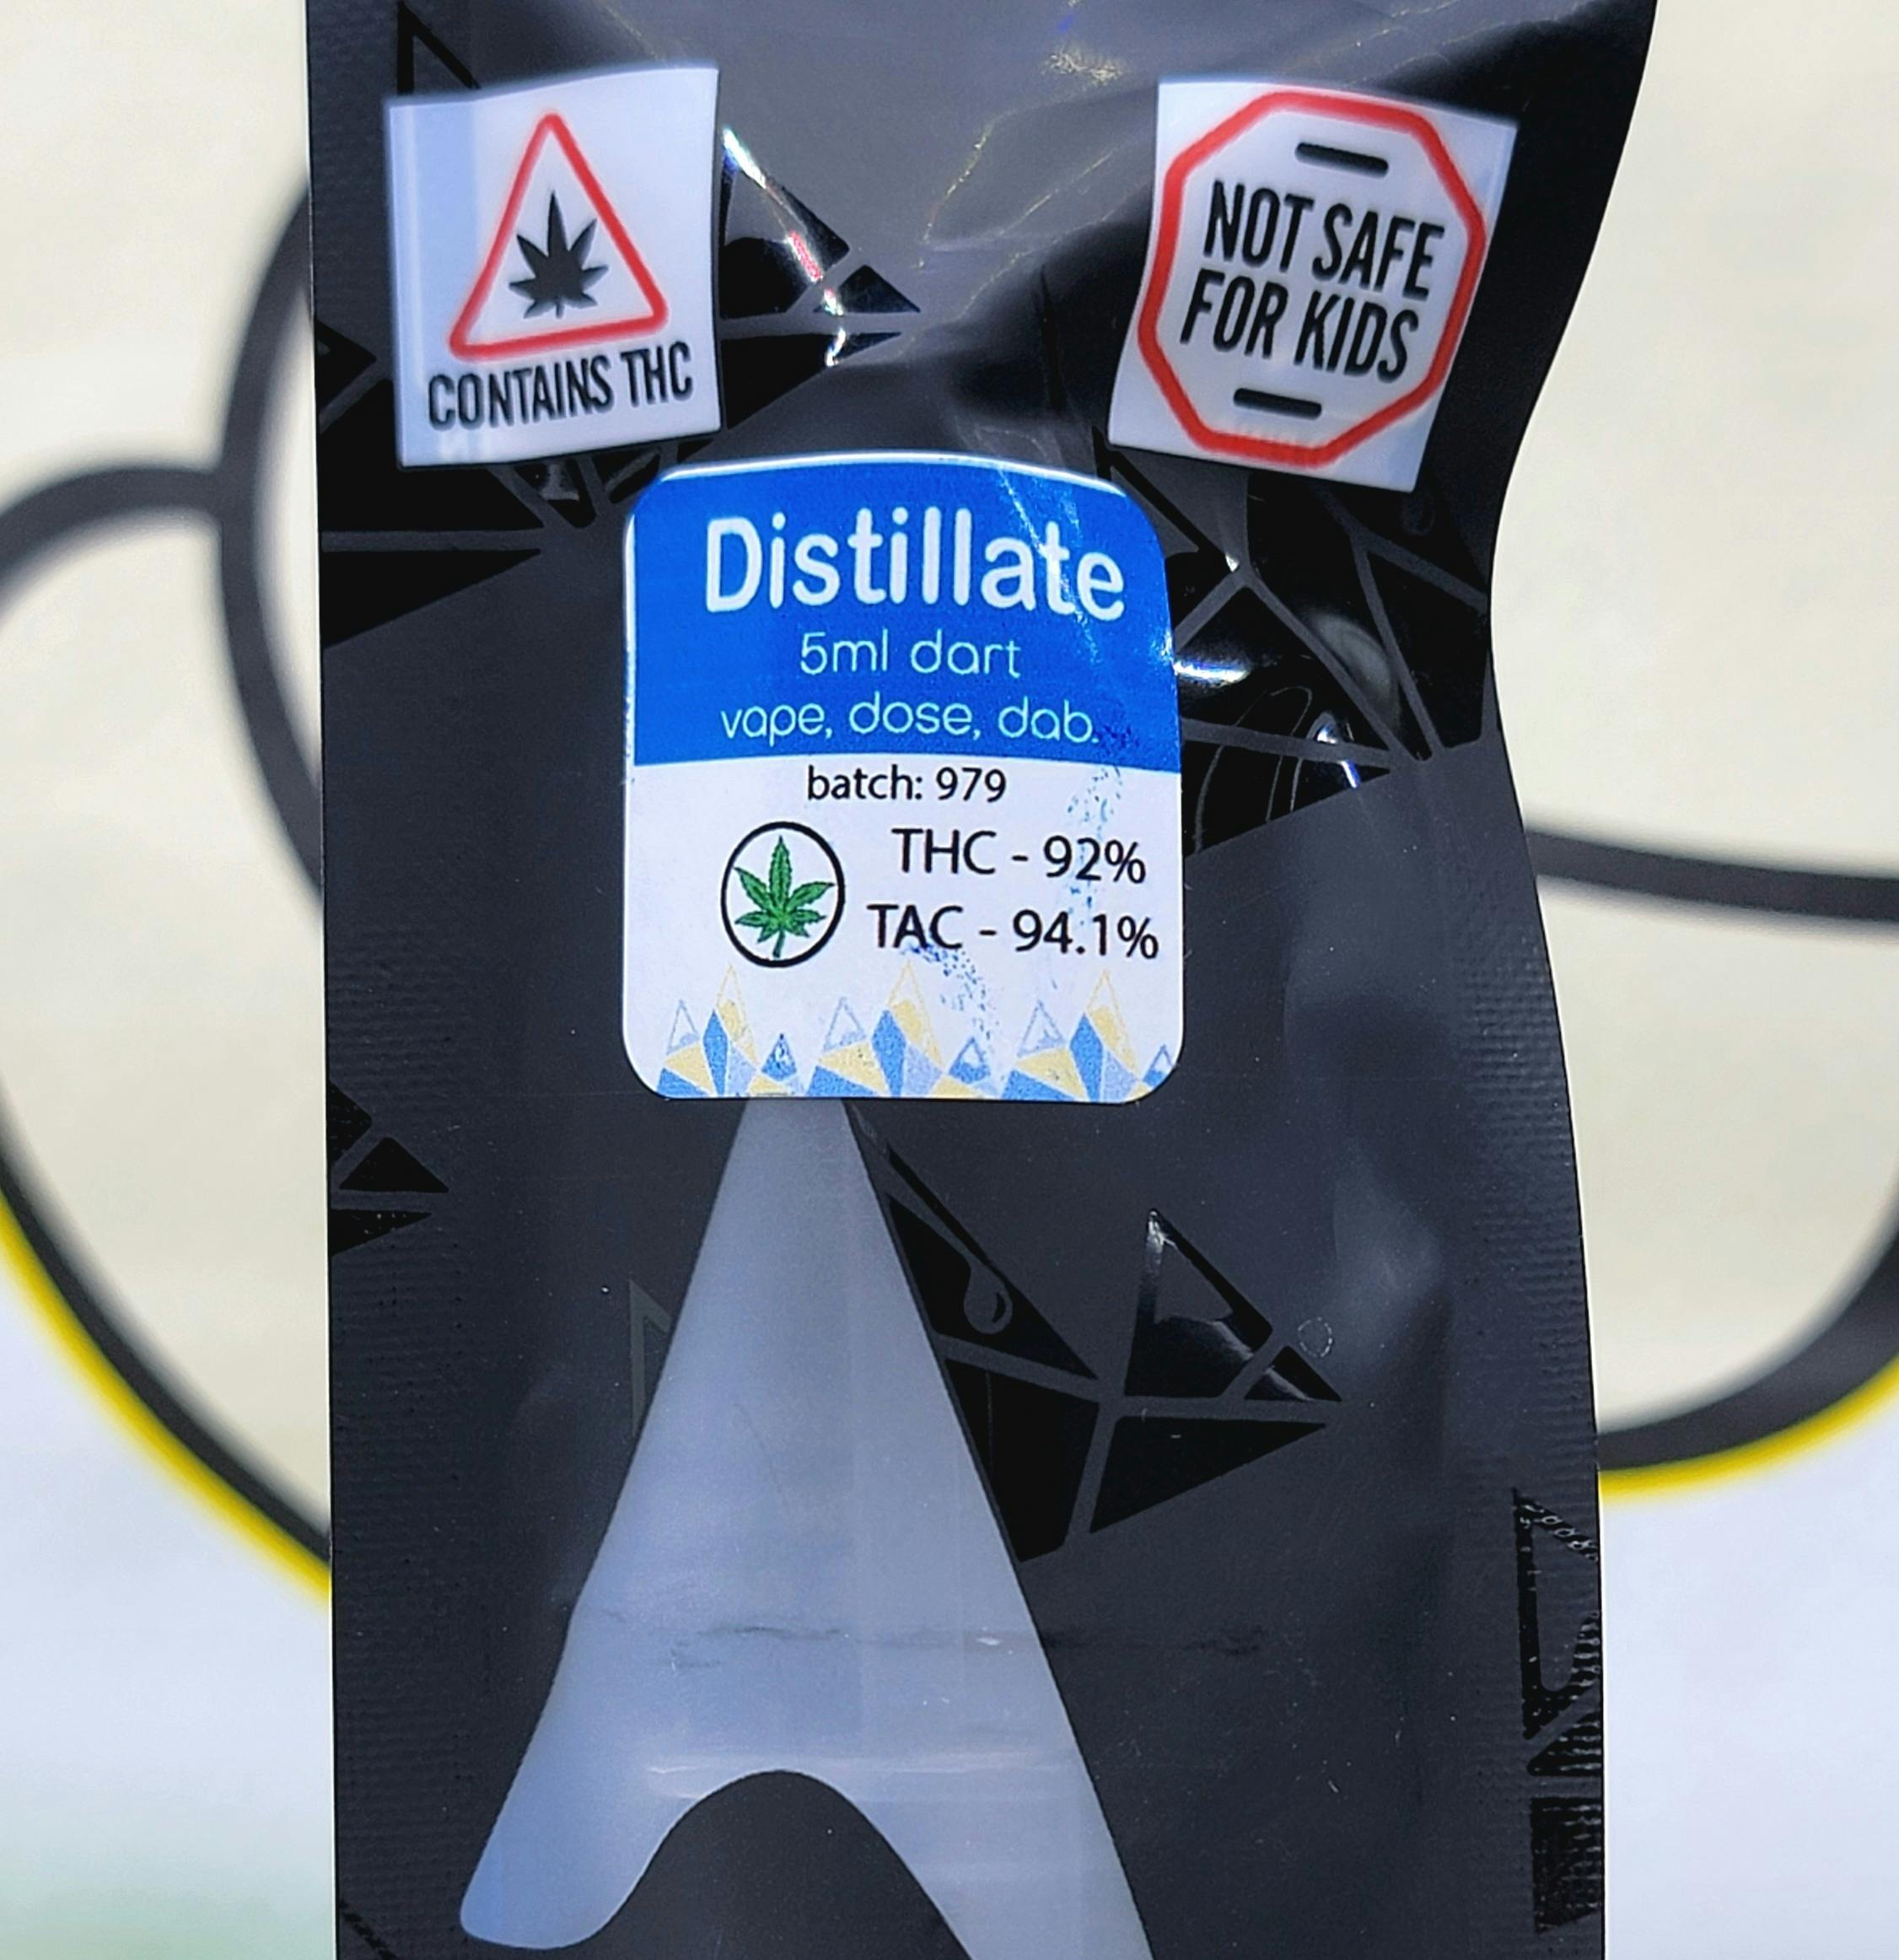 CONTAINS THC
NOT SAFE
FOR KIDS
Distillate
5ml dart
vape, dose, dab.
batch: 979
THC - 92%
TAC - 94.1%